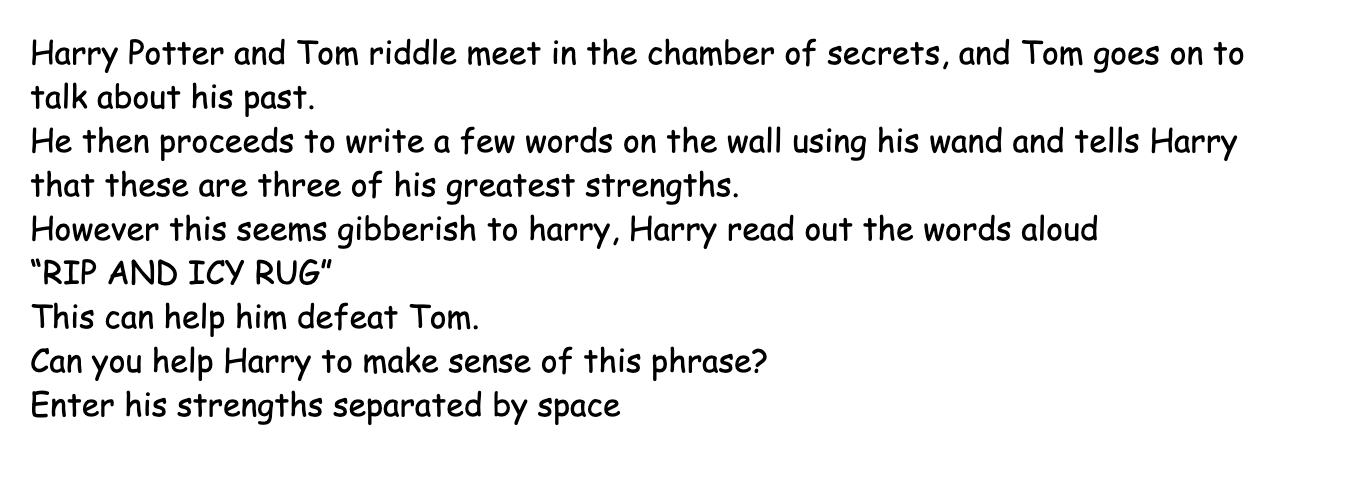 Harry Potter and Tom riddle meet in the chamber of secrets, and Tom goes on to
talk about his past.
He then proceeds to write a few words on the wall using his wand and tells Harry
that these are three of his greatest strengths.
However this seems gibberish to harry, Harry read out the words aloud
“RIP AND ICY RUG”
This can help him defeat Tom.
Can you help Harry to make sense of this phrase?
Enter his strengths separated by space